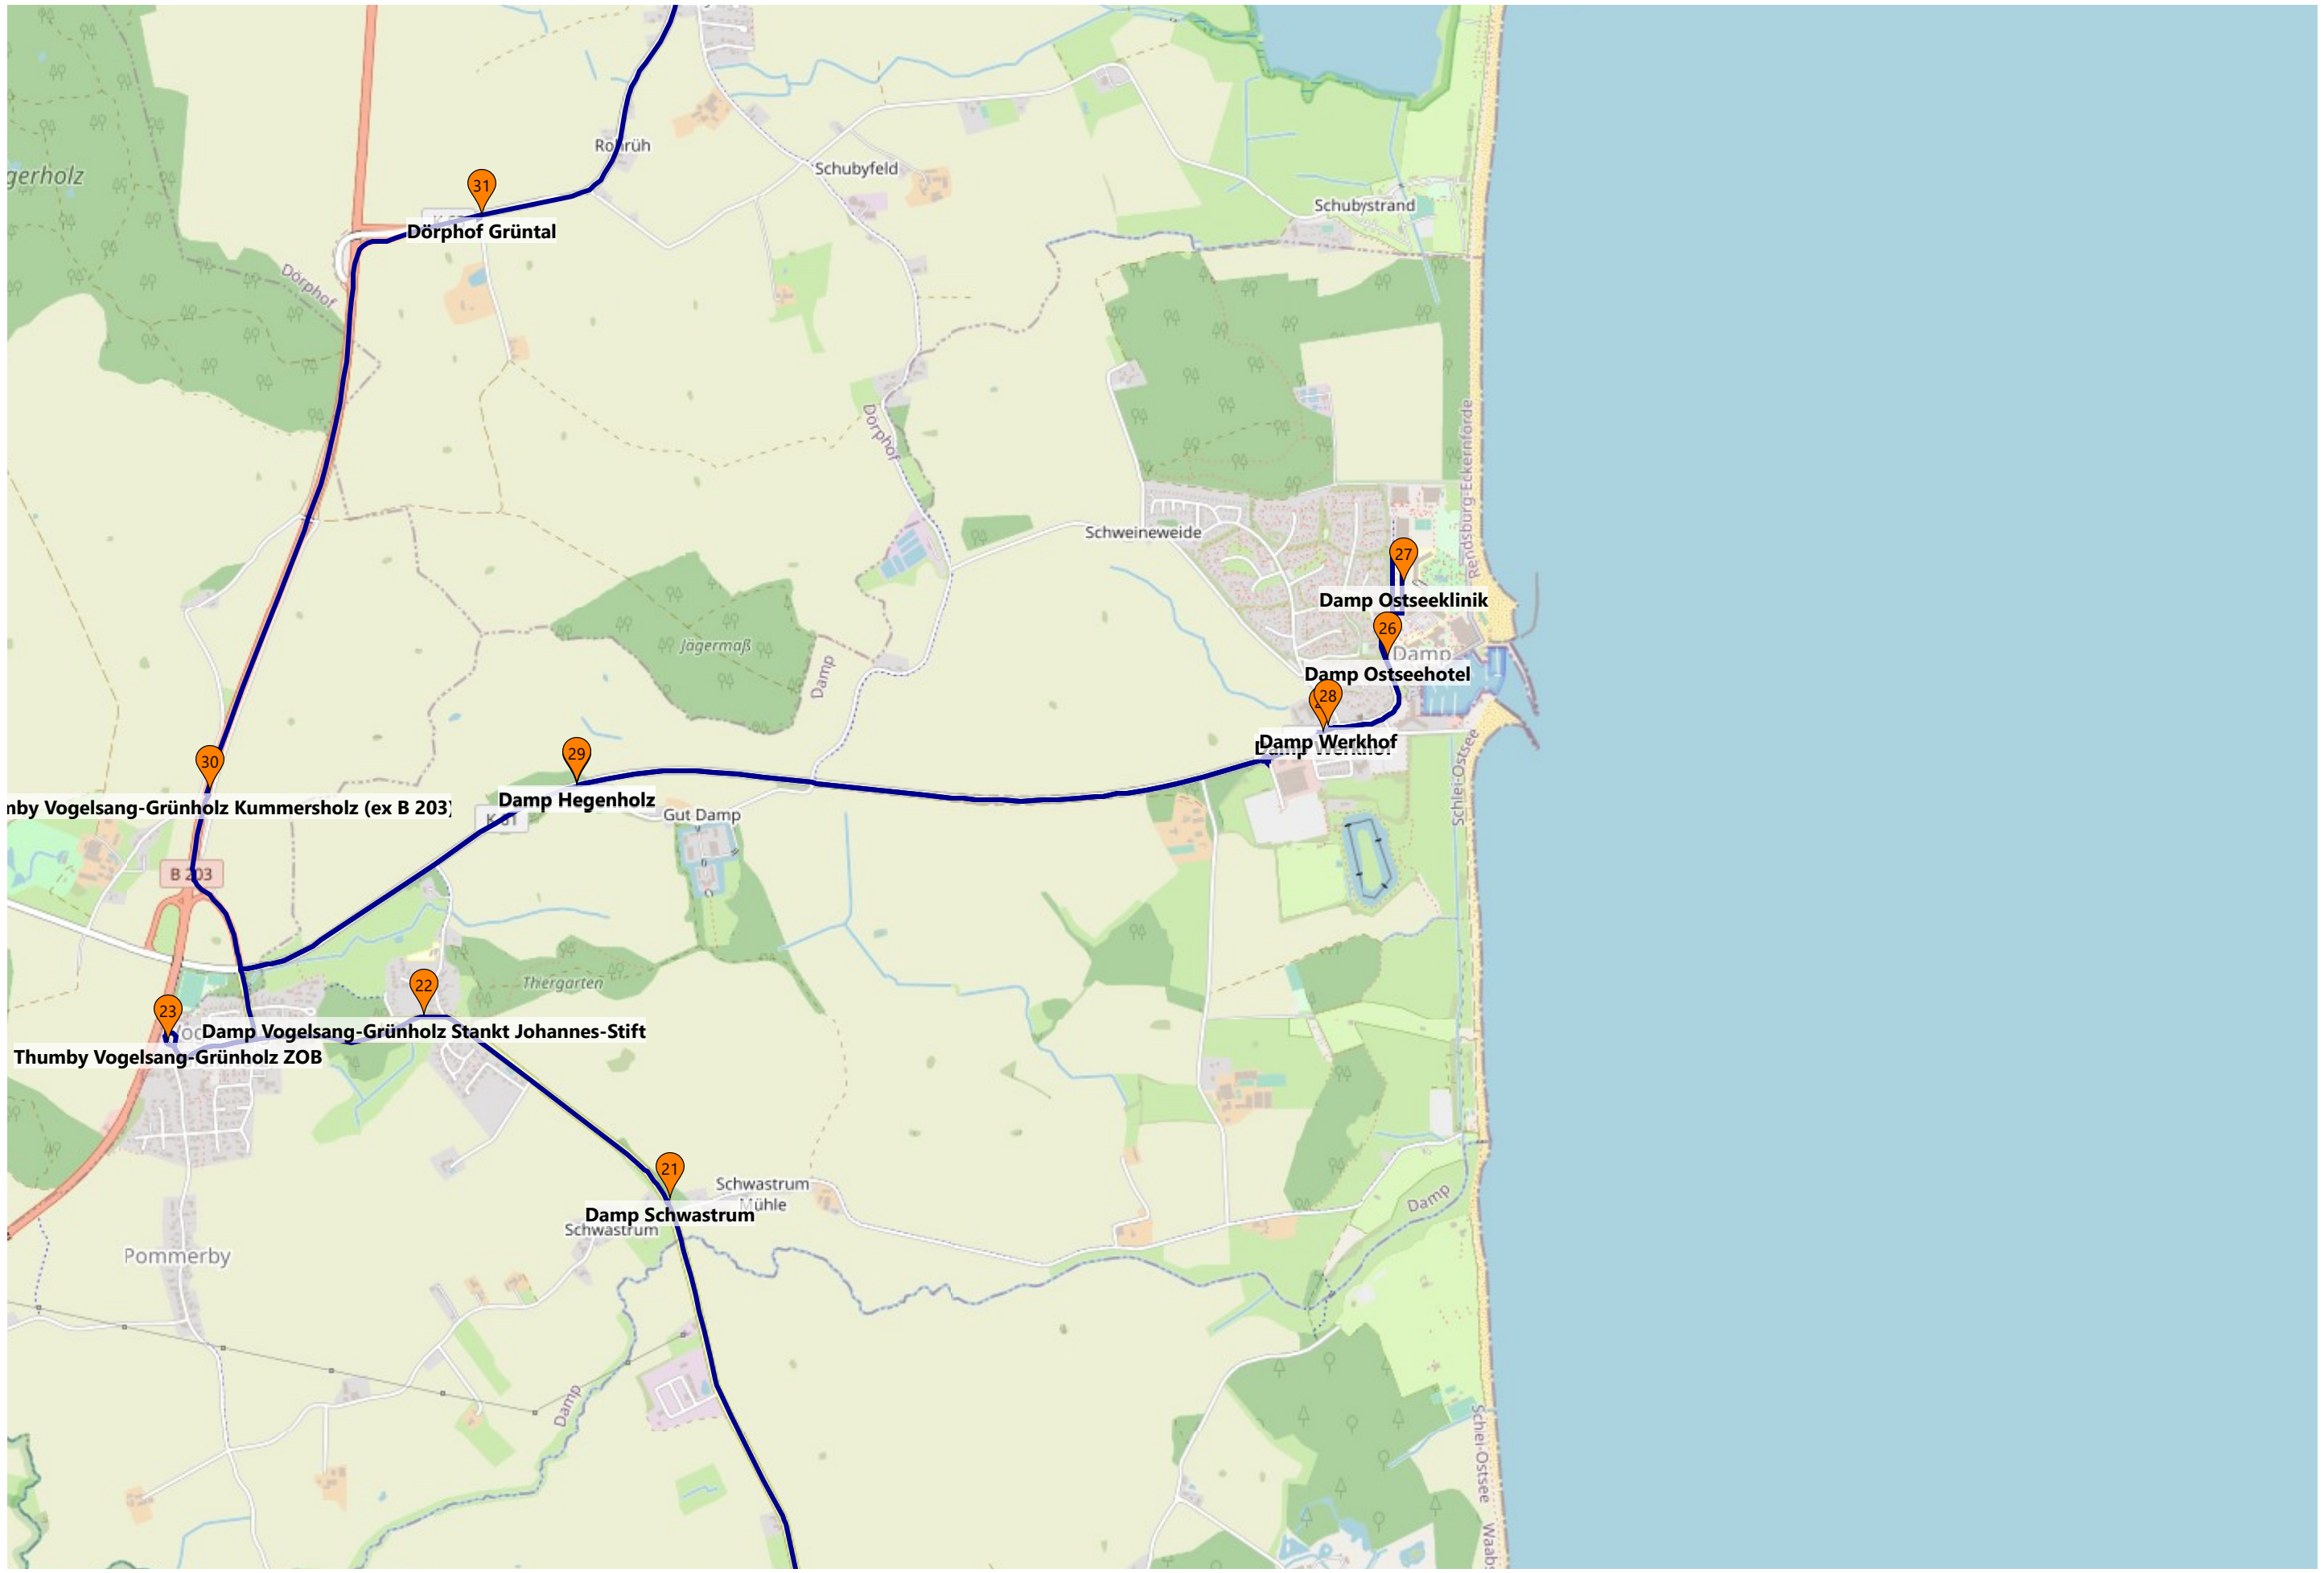 gerholz
Rohrüh
Schubyfeld
31
Schubystrand
Dörphof Grüntal
Dörphof
Dörphof
Rendsburg-Eckernförde
Schweineweide
27
Damp Ostseeklinik
26
Jägermaß
Damp
Damp
Damp Ostseehotel
28
Damp Werkhof
29
30
Damp Hegenholz
mby Vogelsang-Grünholz Kummersholz (ex B 203)
K 61
Gut Damp
Schlei-Ostsee
B 203
Thiergarten
22
23
Damp Vogelsang-Grünholz Stankt Johannes-Stift
Thumby Vogelsang-Grünholz ZOB
21
Schwastrum
Mühle
Damp
Damp Schwastrum
Schwastrum
Pommerby
Damp
Schlei-Ostsee
Waabs